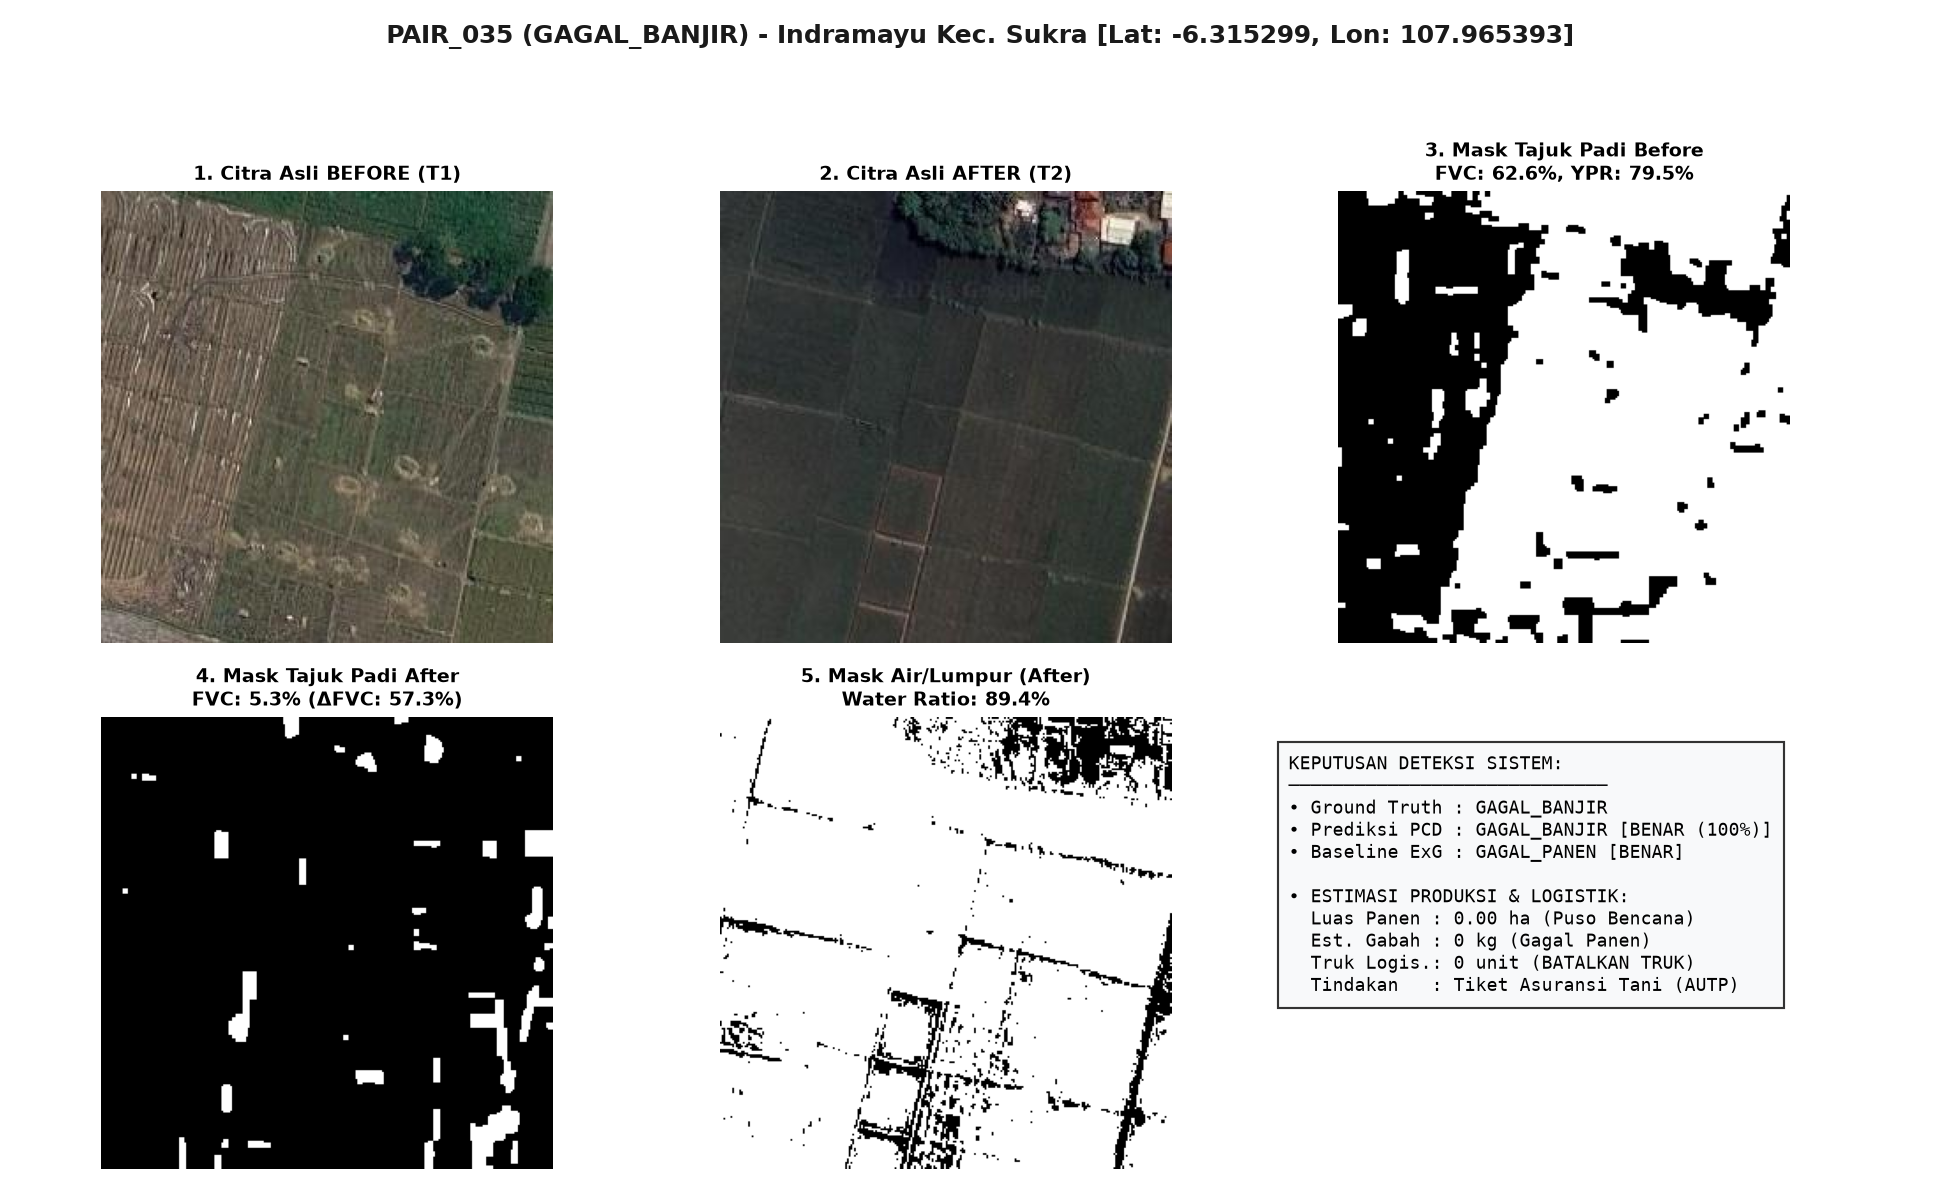 PAIR_035 (GAGAL_BANJIR) - Indramayu Kec. Sukra [Lat: -6.315299, Lon: 107.965393]
1. Citra Asli BEFORE (T1)
2. Citra Asli AFTER (T2)
3. Mask Tajuk Padi Before
FVC: 62.6%, YPR: 79.5%
4. Mask Tajuk Padi After
FVC: 5.3% (ΔFVC: 57.3%)
5. Mask Air/Lumpur (After)
Water Ratio: 89.4%
KEPUTUSAN DETEKSI SISTEM:
• Ground Truth : GAGAL_BANJIR
• Prediksi PCD : GAGAL_BANJIR [BENAR (100%)]
• Baseline ExG : GAGAL_PANEN [BENAR]
• ESTIMASI PRODUKSI & LOGISTIK:
Luas Panen : 0.00 ha (Puso Bencana)
Est. Gabah : 0 kg (Gagal Panen)
Truk Logis.: 0 unit (BATALKAN TRUK)
Tindakan   : Tiket Asuransi Tani (AUTP)